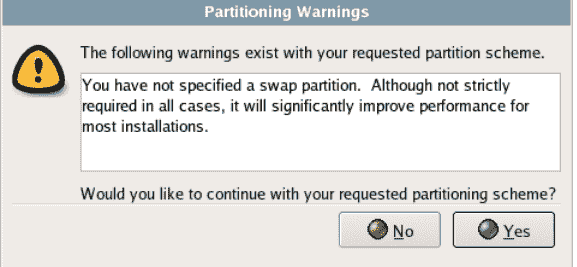 Partitioning Warnings
The following warnings exist with your requested partition scheme.
You have not specified a swap partition.  Although not strictly
required in all cases, it will significantly improve performance for
most installations.
Would you like to continue with your requested partitioning scheme?
No
Yes